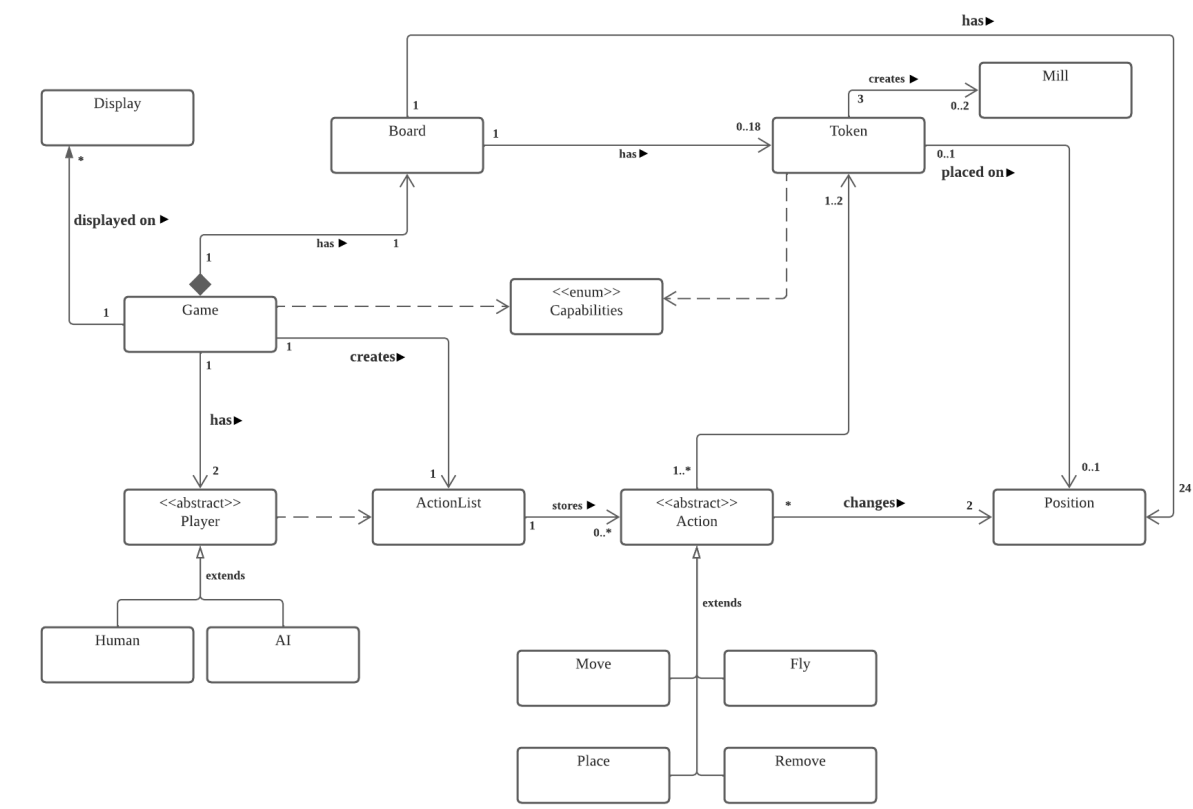 has►
Display
*
displayed on ►
Board
1
1
has ►
0..18
Token
creates ►
3
0..2
Mill
0..1
placed on►
1..2
has ►
1
1
Game
1
1
creates►
1
<<enum>>
Capabilities
has►
2
1
1..*
0..1
24
<<abstract>>
Player
ActionList
stores ►
1
0..*
<<abstract>>
Action
*
changes►
2
Position
extends
Human
AI
extends
Move
Fly
Place
Remove